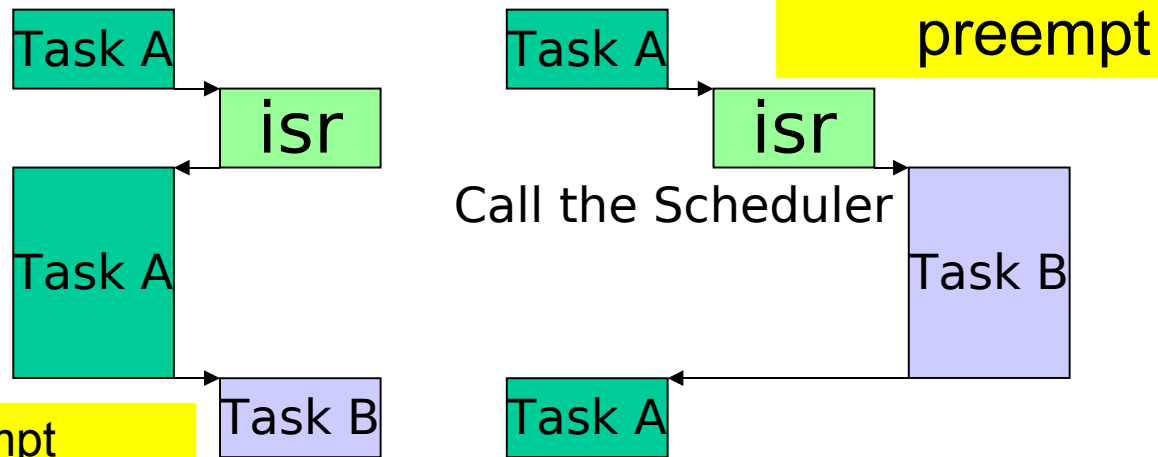 Task A
isr
Task A
Task B
preempt
Task A
isr
Call the Scheduler
Task B
Task A